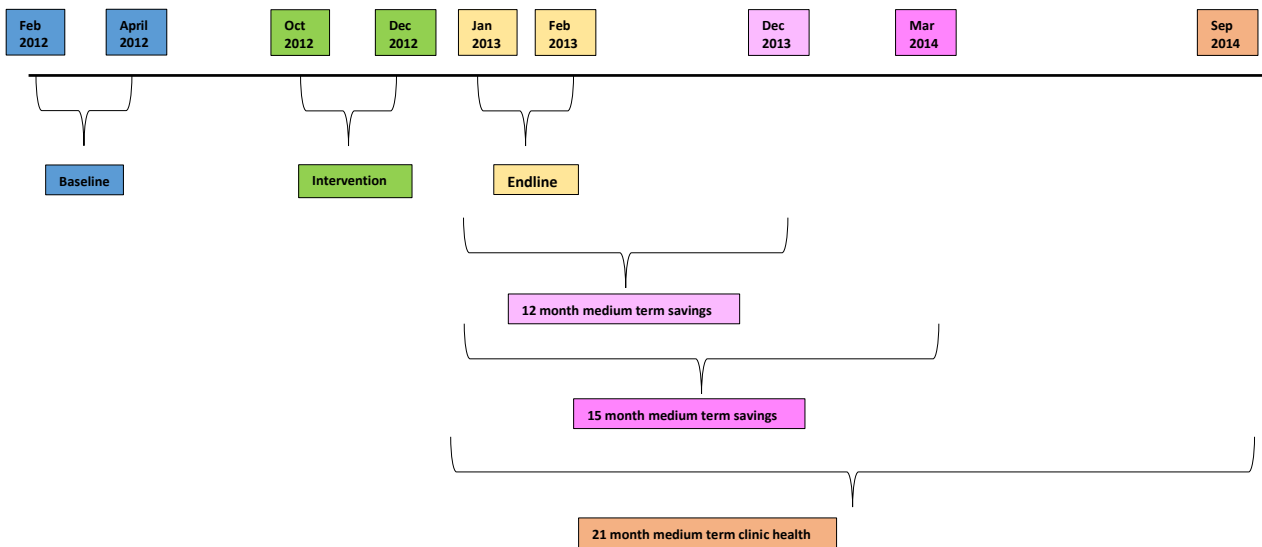 Feb
2012
April
2012
Oct
2012
Dec
2012
Jan
2013
Feb
2013
Dec
2013
Mar
2014
Sep
2014
Baseline
Intervention
Endline
12 month medium term savings
15 month medium term savings
21 month medium term clinic health